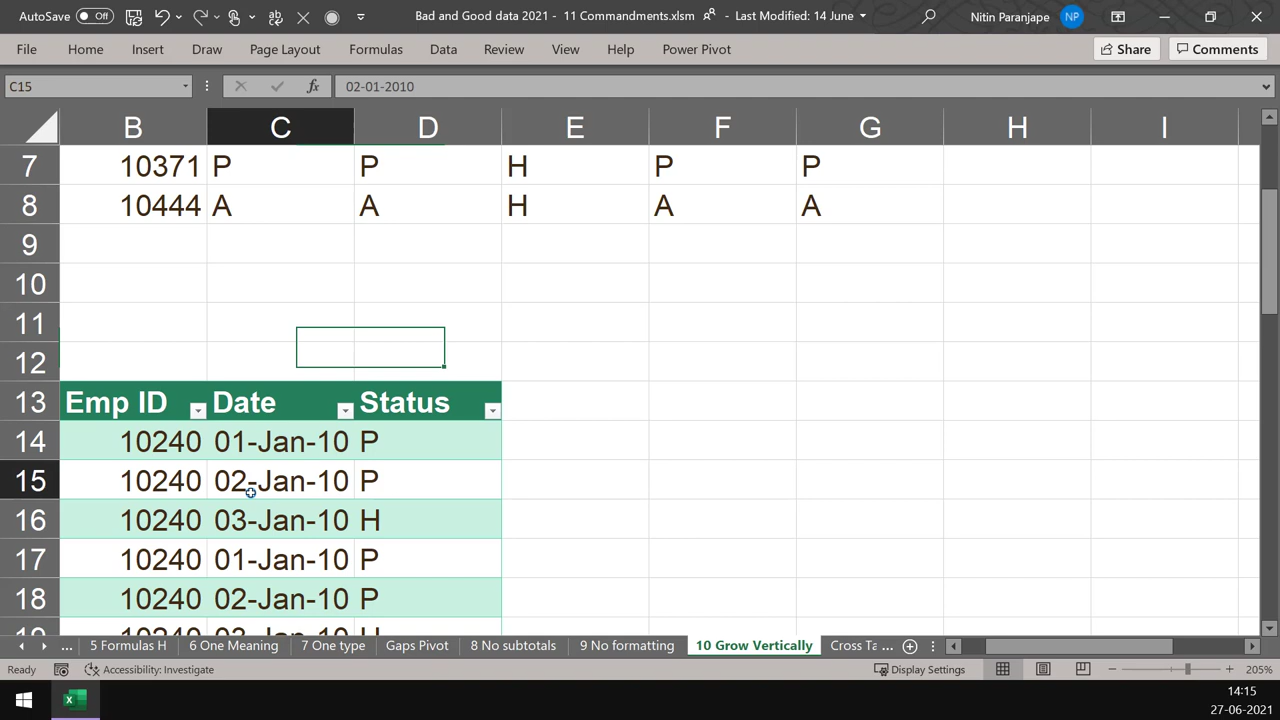 AutoSave Off Bad and Good data 2021 - 11 Commandments.xlsm Last Modified: 14 June Nitin Paranjape NP
File Home Insert Draw Page Layout Formulas Data Review View Help Power Pivot Share Comments
C15 fx 02-01-2010
B C D E F G H I
7 10371 P P H P P
8 10444 A A H A A
9
10
11
12
13 Emp ID Date Status
14 10240 01-Jan-10 P
15 10240 02-Jan-10 P
16 10240 03-Jan-10 H
17 10240 01-Jan-10 P
18 10240 02-Jan-10 P
19 10240 03-Jan-10 H
... 5 Formulas H 6 One Meaning 7 One type Gaps Pivot 8 No subtotals 9 No formatting 10 Grow Vertically Cross Ta ...
Ready Accessibility: Investigate Display Settings 205%
14:15
27-06-2021